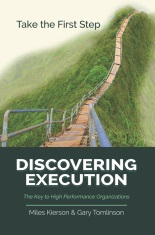 Take the First Step
DISCOVERING
EXECUTION
The Key to High Performance Organizations
Miles Kierson & Gary Tomlinson